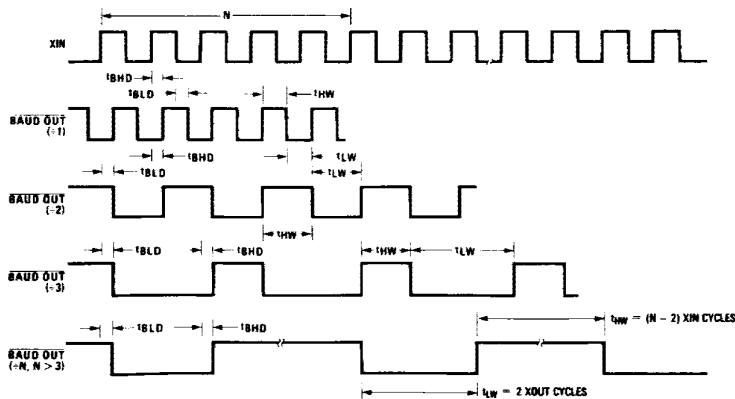 N
XIN
tBHD
tBLD
tHW
BAUD OUT
(÷1)
tBHD
tLW
tBLD
tLW
BAUD OUT
(÷2)
tHW
tBLD
tBHD
tHW
tLW
BAUD OUT
(÷3)
tHW = (N – 2) XIN CYCLES
tBLD
tBHD
BAUD OUT
(÷N, N > 3)
tLW = 2 XOUT CYCLES